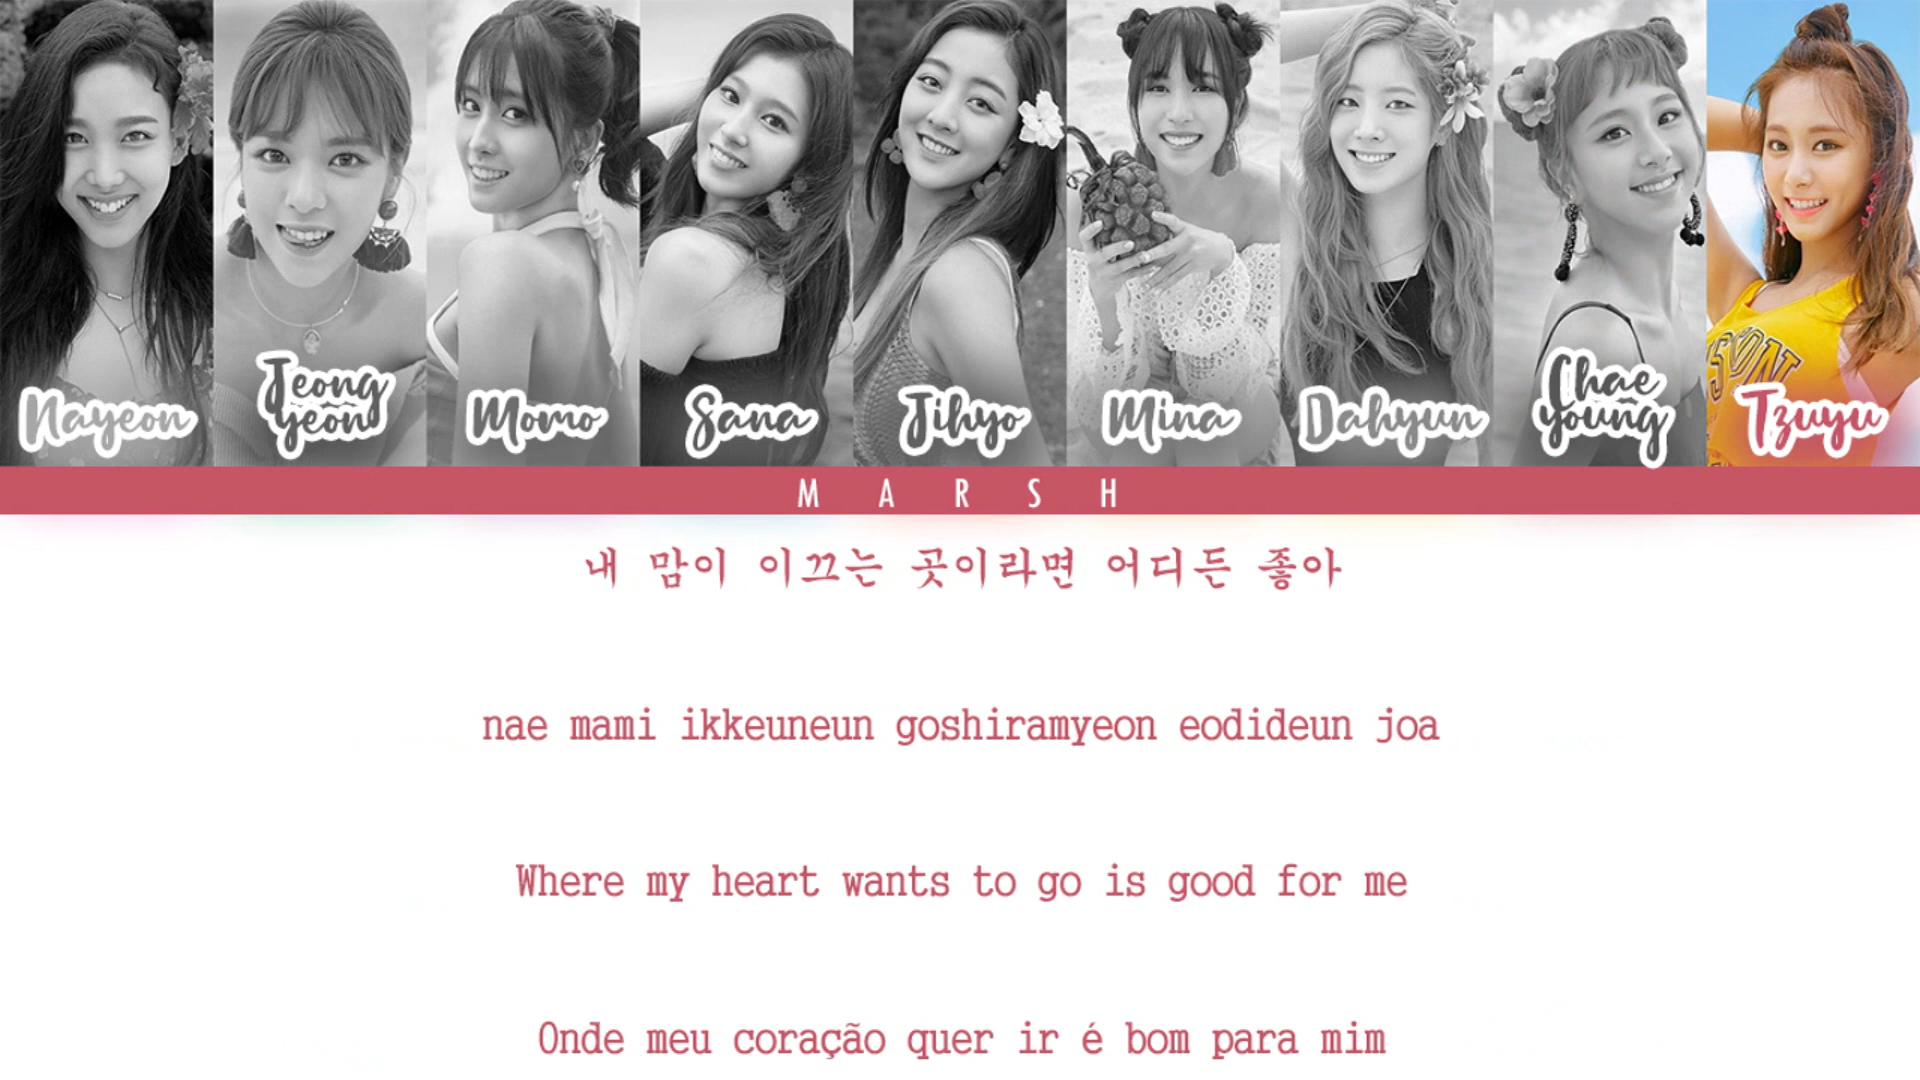 Nayeon
Jeong
yeon
Momo
Sana
Jihyo
Mina
Dahyun
Chae
young
SON
Tzuyu
MARSH
내 맘이 이끄는 곳이라면 어디든 좋아
nae mami ikkeuneun goshiramyeon eodideun joa
Where my heart wants to go is good for me
Onde meu coração quer ir é bom para mim